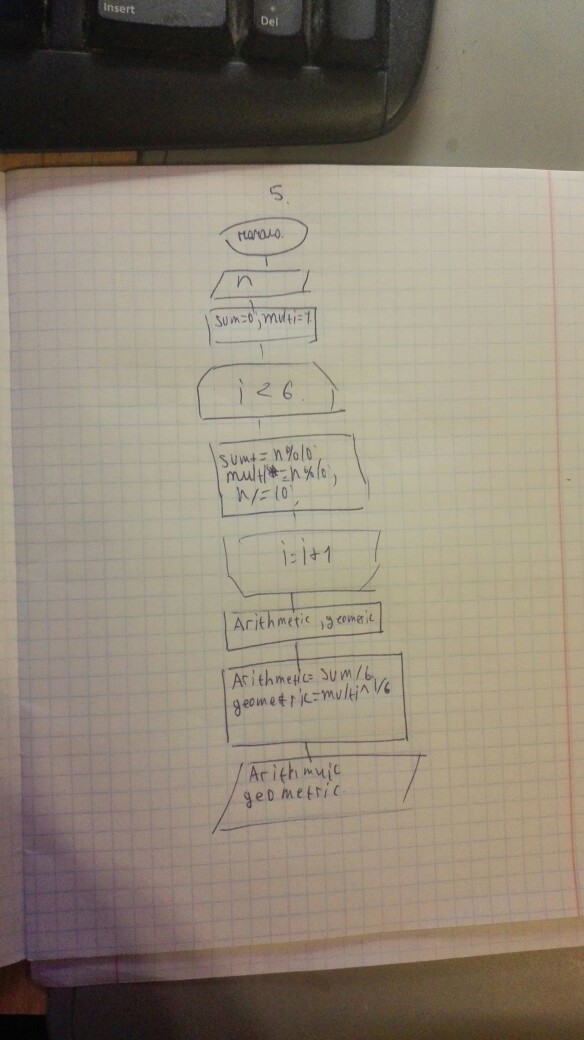 Insert
Del
5.
начало.
n
sum=0; multi=1
i < 6.
sum+=n%10;
multi*=n%10;
n/=10;
i=i+1
Arithmetic, geometric
Arithmetic= sum/6
geometric=multi^1/6
Arithmuic
geometric